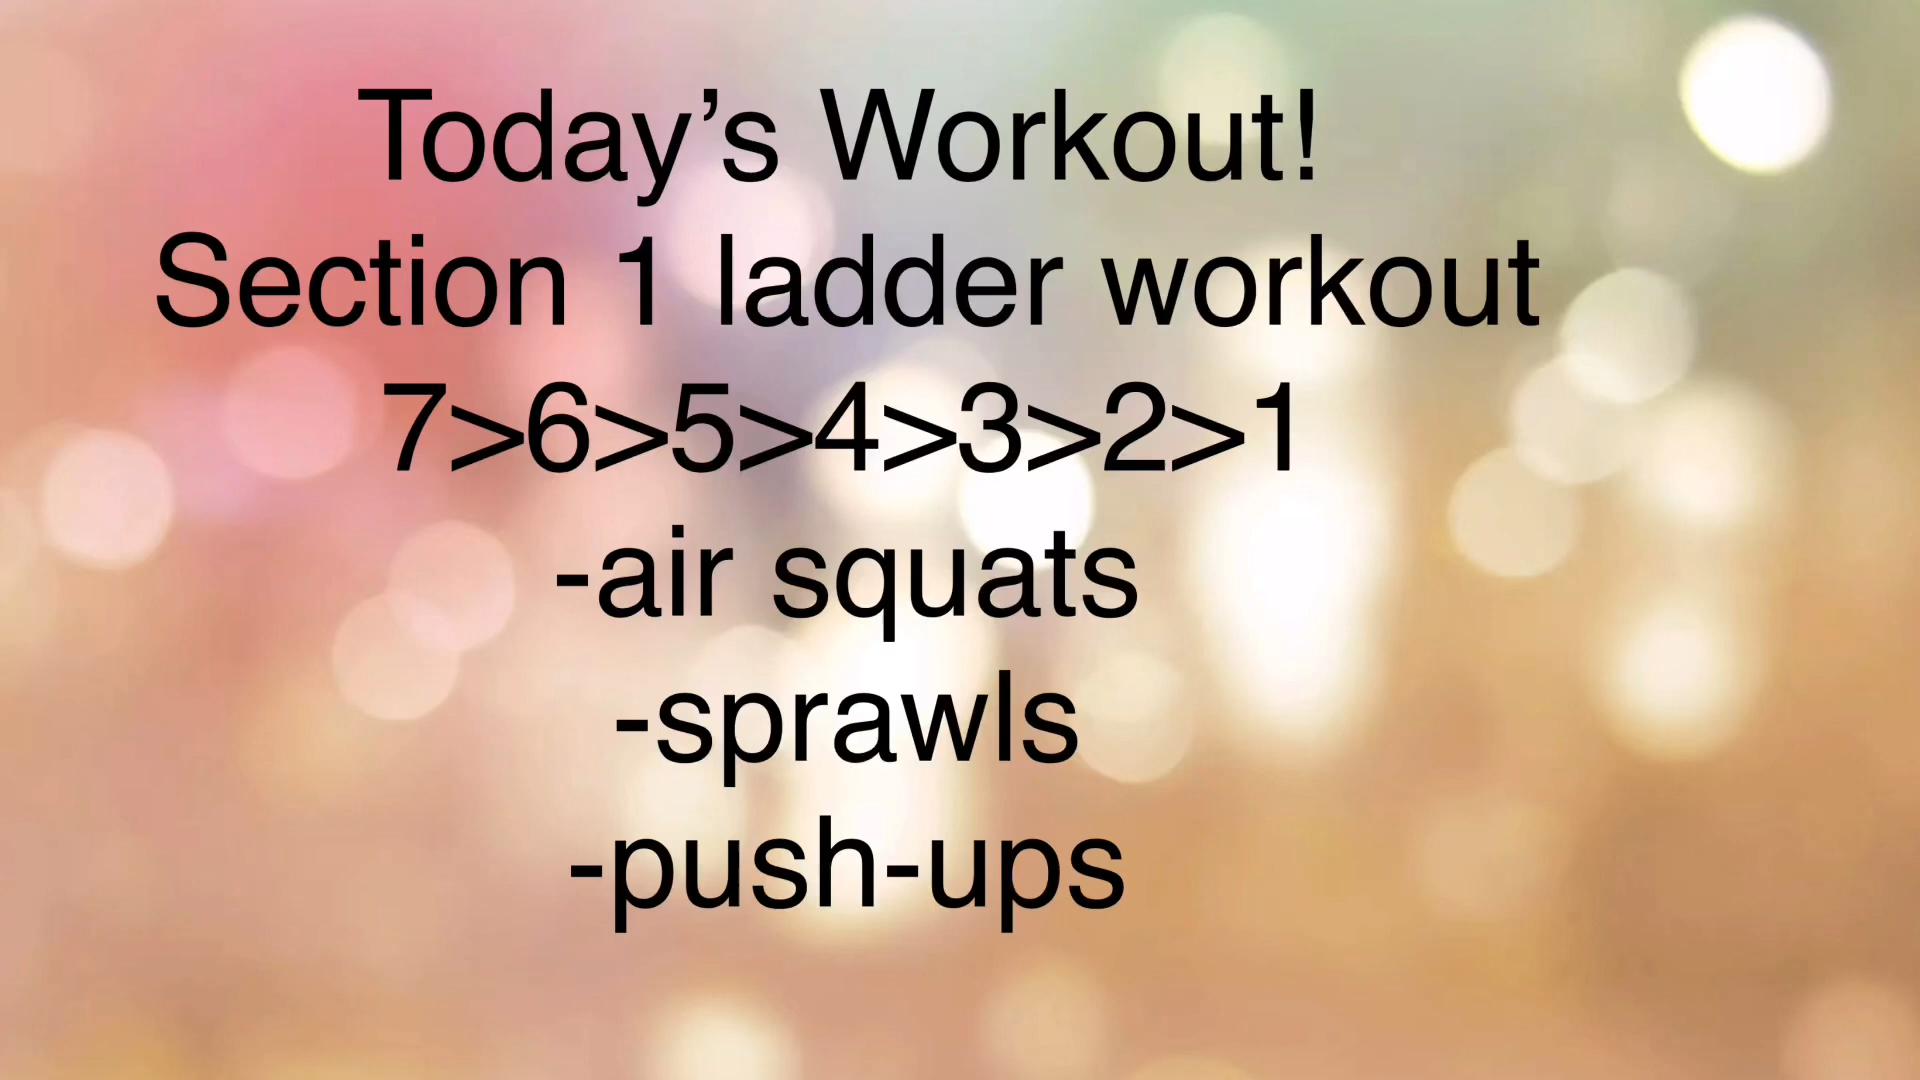 Today’s Workout!
Section 1 ladder workout
7>6>5>4>3>2>1
-air squats
-sprawls
-push-ups